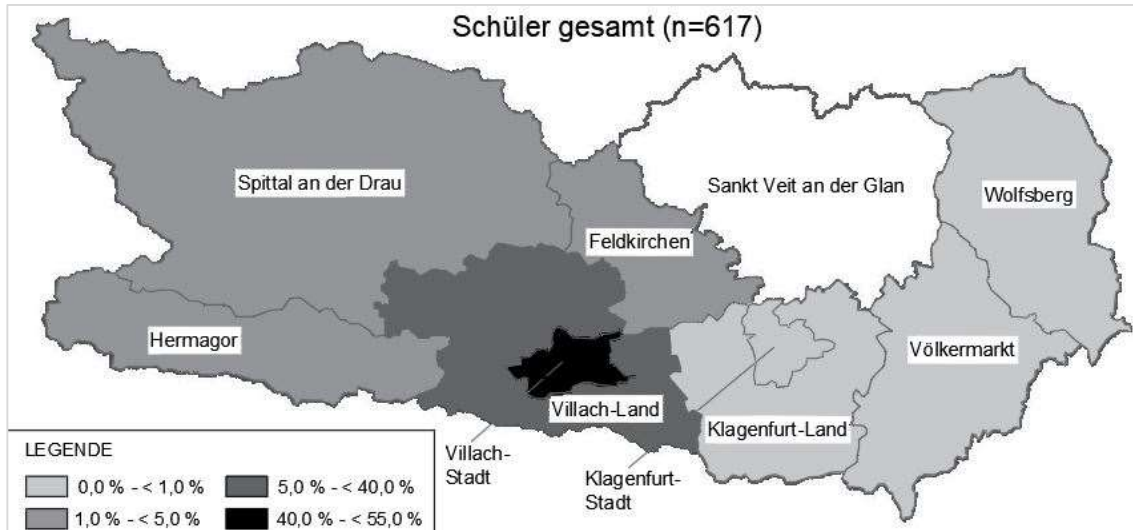 Schüler gesamt (n=617)
Spittal an der Drau
Sankt Veit an der Glan
Wolfsberg
Feldkirchen
Hermagor
Völkermarkt
Villach-Land
Klagenfurt-Land
Villach-
Stadt
Klagenfurt-
Stadt
LEGENDE
0,0 % - < 1,0 %
5,0 % - < 40,0 %
1,0 % - < 5,0 %
40,0 % - < 55,0 %